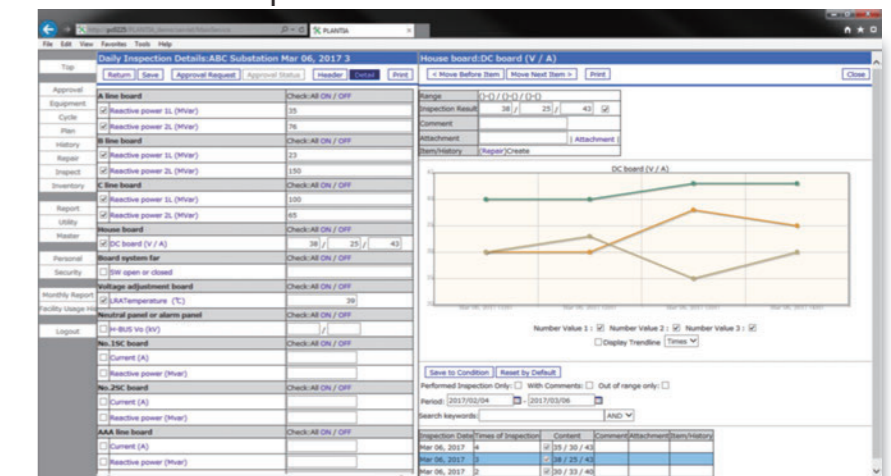 PLANTIA
File Edit View Favorites Tools Help
Top
Approval
Equipment
Cycle
Plan
History
Repair
Inspect
Inventory
Report
Utility
Master
Personal
Security
Monthly Report
Facility Usage
Logout
Daily Inspection Details:ABC Substation Mar 06, 2017 3
Return Save Approval Request Approval Status Header Detail Print
A line board Check:All ON / OFF
Reactive power 1L (MVar) 35
Reactive power 2L (MVar) 76
B line board Check:All ON / OFF
Reactive power 1L (MVar) 23
Reactive power 2L (MVar) 150
C line board Check:All ON / OFF
Reactive power 1L (MVar) 100
Reactive power 2L (MVar) 65
House board Check:All ON / OFF
DC board (V / A) 38 / 25 / 43
Board system far Check:All ON / OFF
SW open or closed
Voltage adjustment board Check:All ON / OFF
LRATemperature (℃) 39
Neutral panel or alarm panel Check:All ON / OFF
H-BUS Vo (kV) /
No.1SC board Check:All ON / OFF
Current (A)
Reactive power (Mvar)
No.2SC board Check:All ON / OFF
Current (A)
Reactive power (Mvar)
AAA line board Check:All ON / OFF
Current (A)
Reactive power (Mvar)
House board:DC board (V / A)
< Move Before Item Move Next Item > Print Close
Range ()-() / ()-() / ()-()
Inspection Result 38 / 25 / 43
Comment
Attachment | Attachment |
Item/History (Repair)Create
DC board (V / A)
Number Value 1 : Number Value 2 : Number Value 3 :
Display Trendline Times
Save to Condition Reset by Default
Performed Inspection Only: With Comments: Out of range only:
Period: 2017/02/04 - 2017/03/06
Search keywords: AND
Inspection Date Times of Inspection Content Comment Attachment Item/History
Mar 06, 2017 4 35 / 30 / 43
Mar 06, 2017 3 38 / 25 / 43
Mar 06, 2017 2 30 / 33 / 40